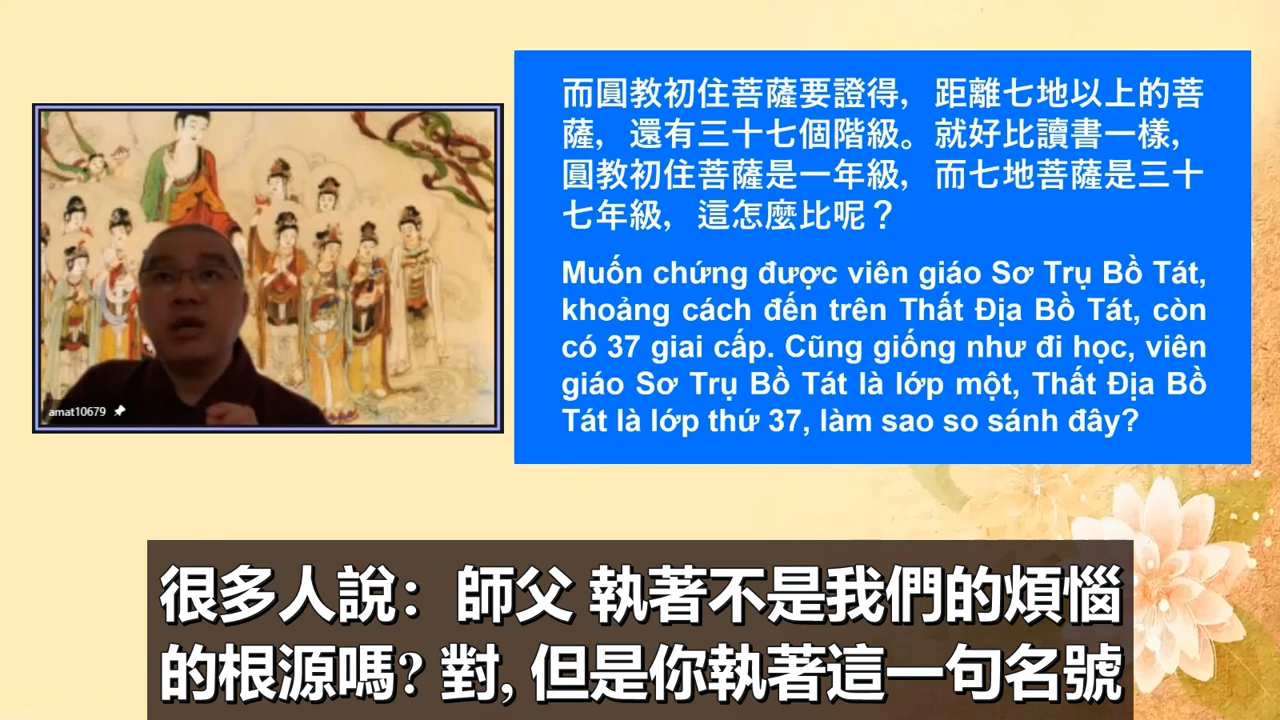 而圓教初住菩薩要證得，距離七地以上的菩
薩，還有三十七個階級。就好比讀書一樣，
圓教初住菩薩是一年級，而七地菩薩是三十
七年級，這怎麼比呢？
Muốn chứng được viên giáo Sơ Trụ Bồ Tát,
khoảng cách đến trên Thất Địa Bồ Tát, còn
có 37 giai cấp. Cũng giống như đi học, viên
giáo Sơ Trụ Bồ Tát là lớp một, Thất Địa Bồ
Tát là lớp thứ 37, làm sao so sánh đây?
amat10679
很多人說：師父 執著不是我們的煩惱
的根源嗎? 對, 但是你執著這一句名號